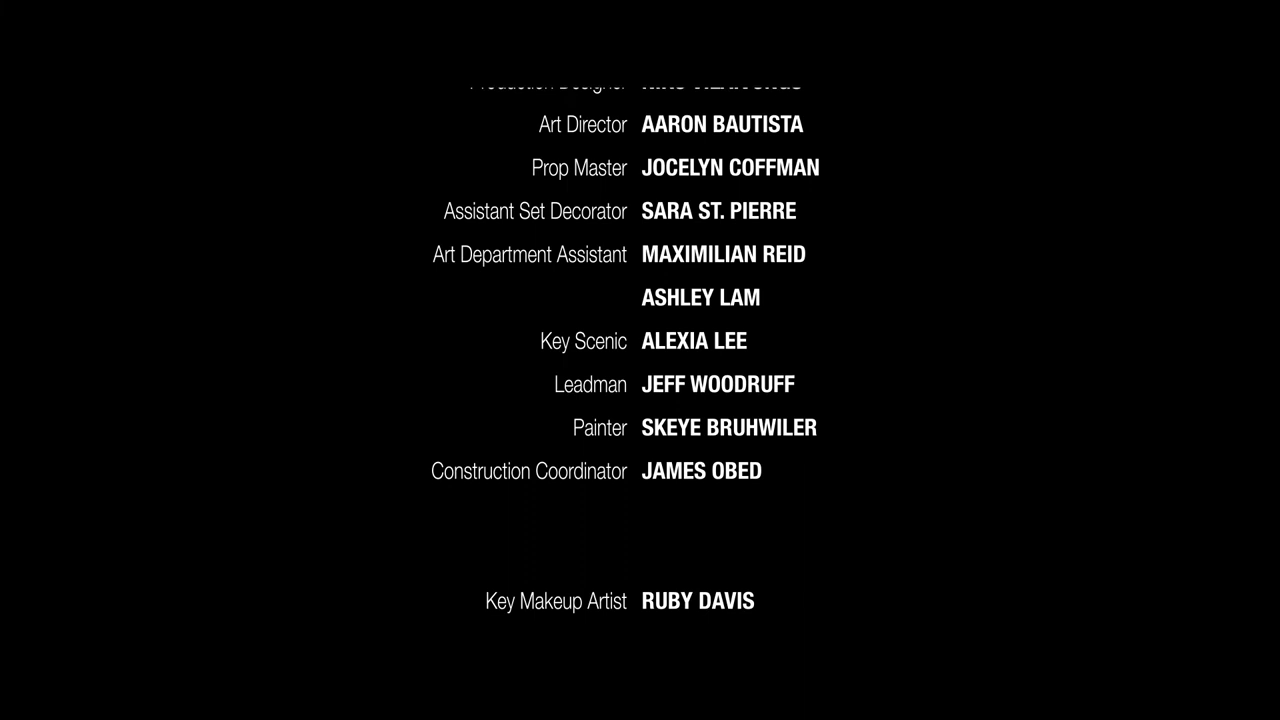 Production Designer
Art Director AARON BAUTISTA
Prop Master JOCELYN COFFMAN
Assistant Set Decorator SARA ST. PIERRE
Art Department Assistant MAXIMILIAN REID
ASHLEY LAM
Key Scenic ALEXIA LEE
Leadman JEFF WOODRUFF
Painter SKEYE BRUHWILER
Construction Coordinator JAMES OBED
Key Makeup Artist RUBY DAVIS